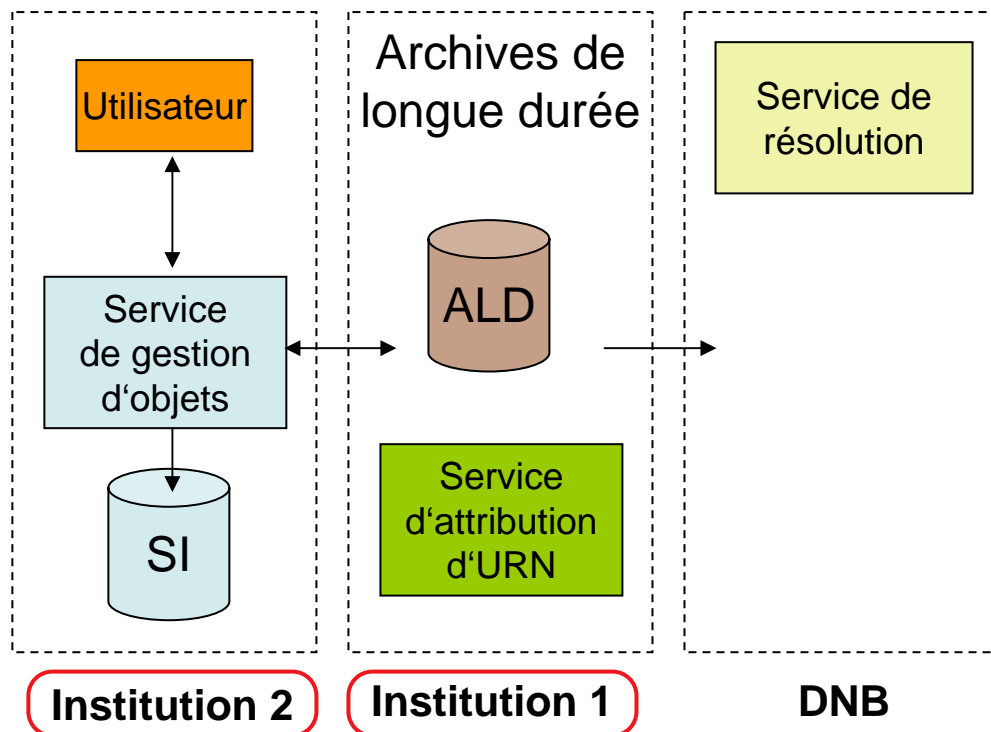 Utilisateur
Service
de gestion
d‘objets
SI
Institution 2
Archives de
longue durée
ALD
Service
d‘attribution
d‘URN
Institution 1
Service de
résolution
DNB